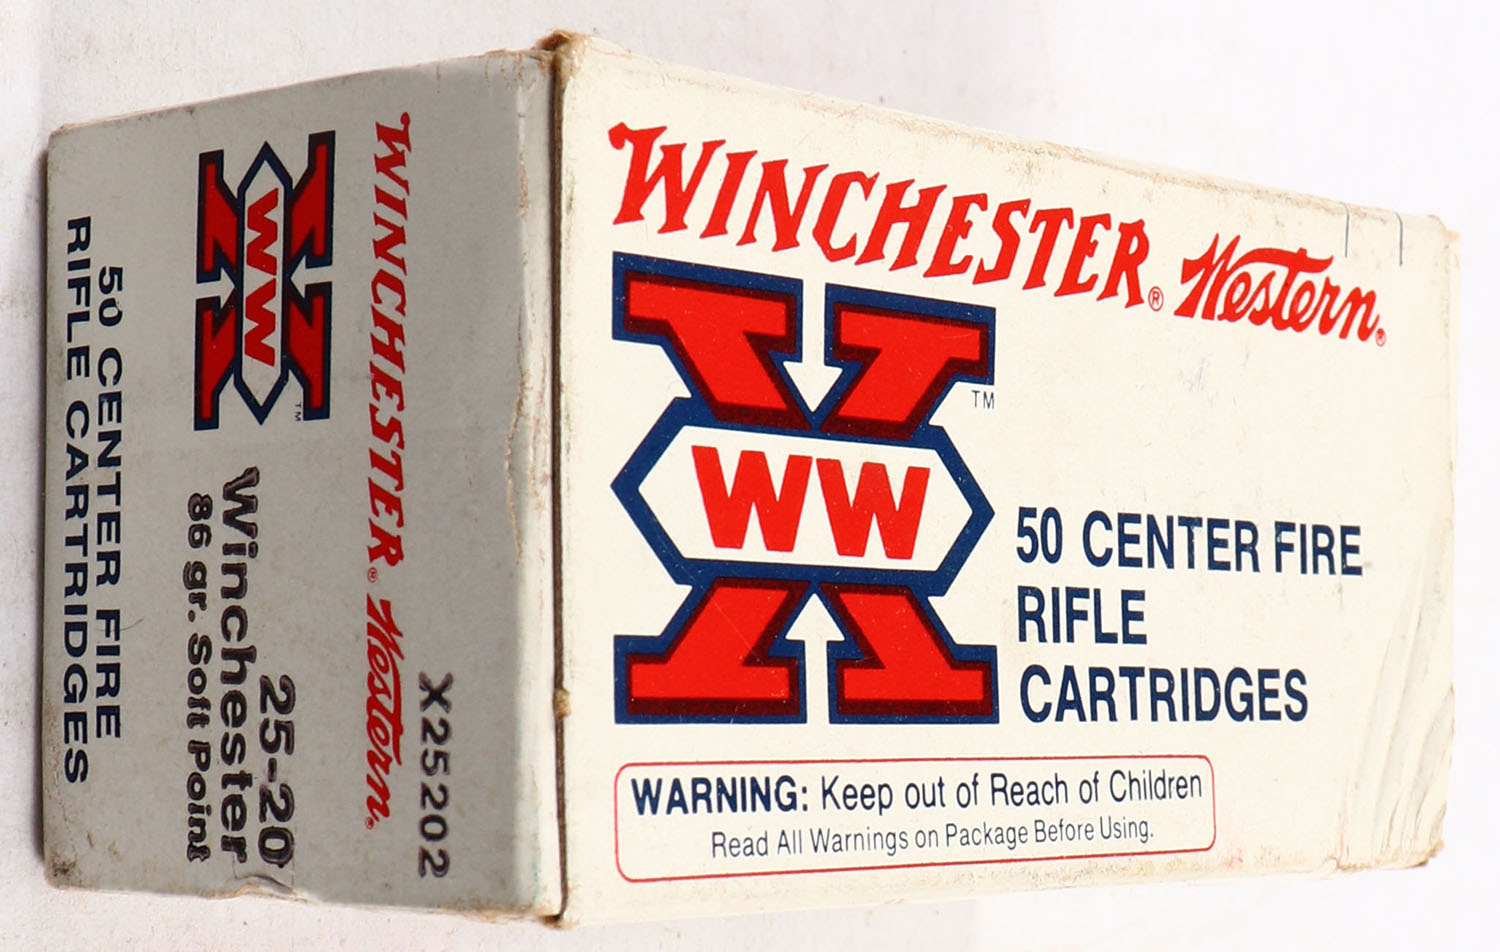 WINCHESTER® Western®
WW
TM
50 CENTER FIRE
RIFLE
CARTRIDGES
WARNING: Keep out of Reach of Children
Read All Warnings on Package Before Using.
X25202
WINCHESTER® Western®
WW
TM
25-20
Winchester
86 gr. Soft Point
50 CENTER FIRE
RIFLE CARTRIDGES